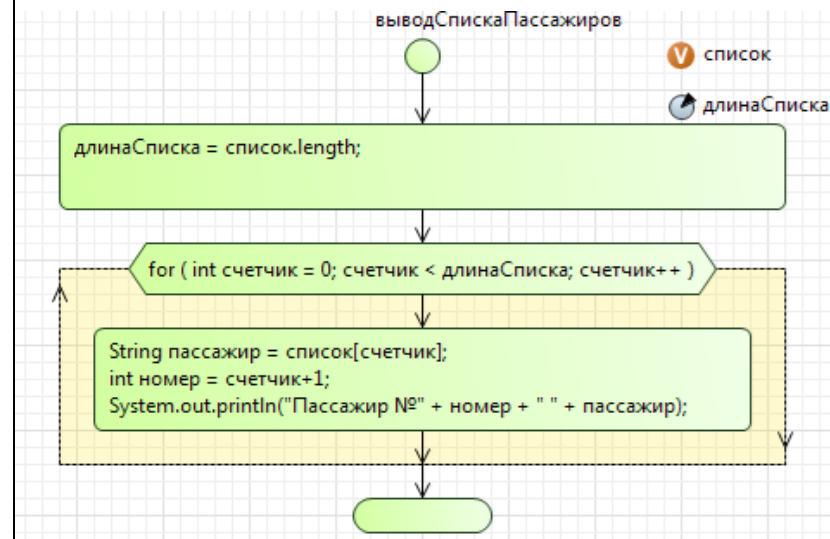 выводСпискаПассажиров
список
длинаСписка
длинаСписка = список.length;
for ( int счетчик = 0; счетчик < длинаСписка; счетчик++ )
String пассажир = список[счетчик];
int номер = счетчик+1;
System.out.println("Пассажир №" + номер + " " + пассажир);